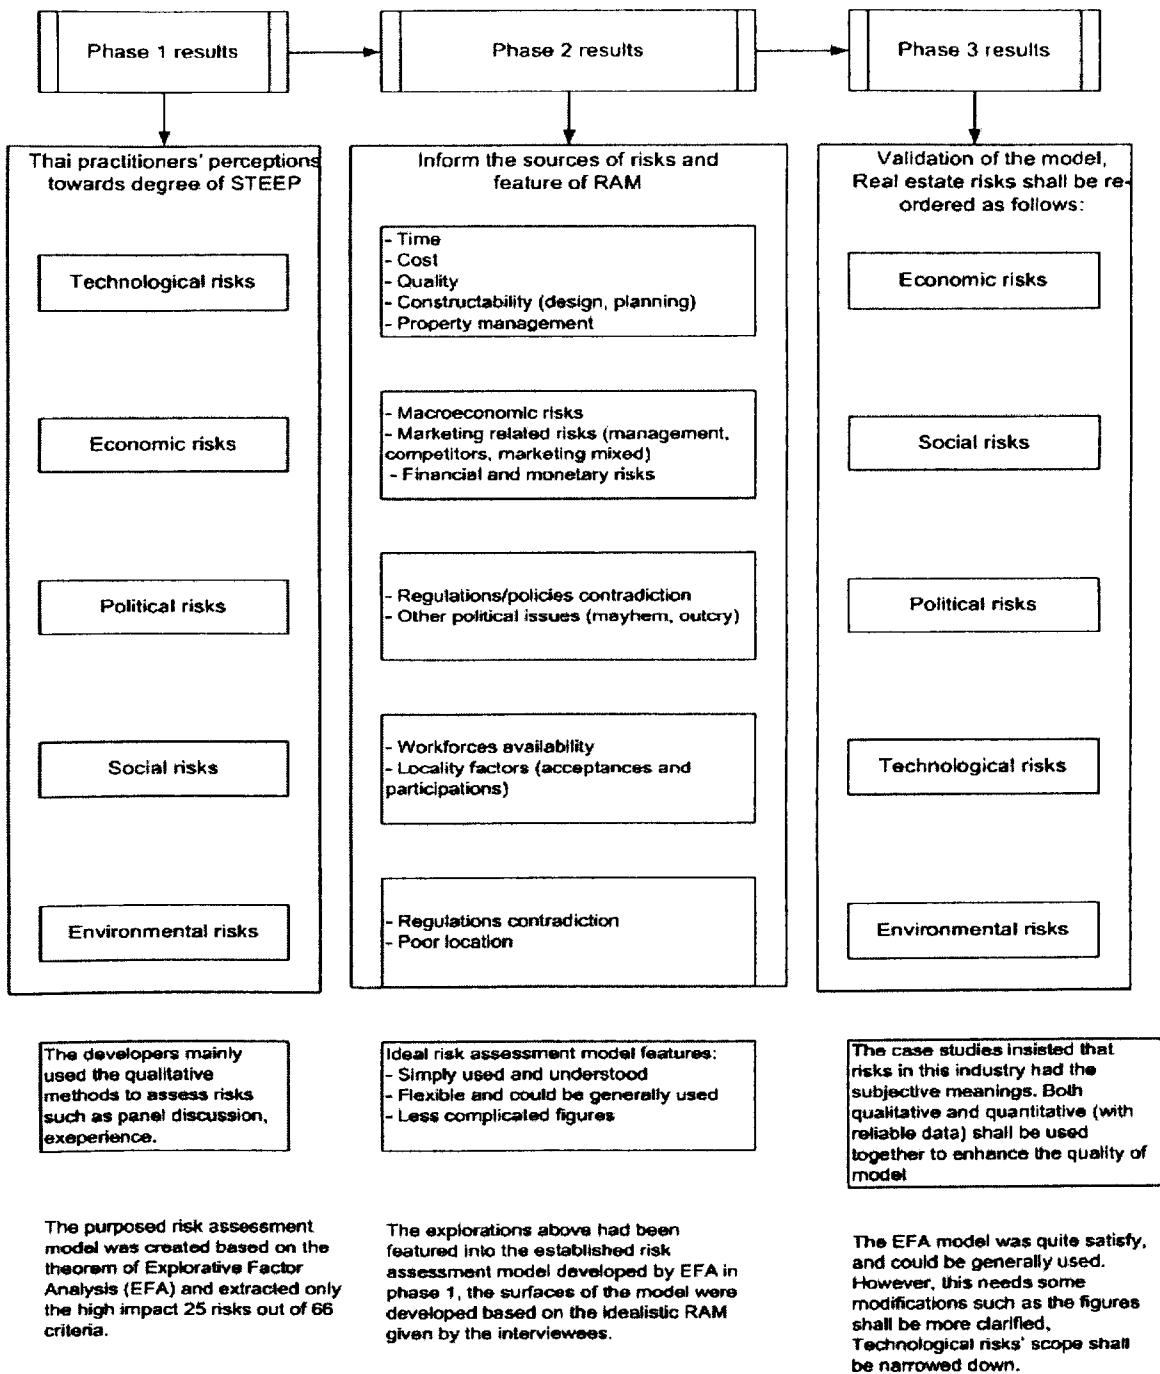 Phase 1 results
Phase 2 results
Phase 3 results
Thai practitioners' perceptions
towards degree of STEEP
Technological risks
Economic risks
Political risks
Social risks
Environmental risks
Inform the sources of risks and
feature of RAM
- Time
- Cost
- Quality
- Constructability (design, planning)
- Property management
- Macroeconomic risks
- Marketing related risks (management,
competitors, marketing mixed)
- Financial and monetary risks
- Regulations/policies contradiction
- Other political issues (mayhem, outcry)
- Workforces availability
- Locality factors (acceptances and
participations)
- Regulations contradiction
- Poor location
Validation of the model,
Real estate risks shall be re-
ordered as follows:
Economic risks
Social risks
Political risks
Technological risks
Environmental risks
The developers mainly
used the qualitative
methods to assess risks
such as panel discussion,
exeperience.
Ideal risk assessment model features:
- Simply used and understood
- Flexible and could be generally used
- Less complicated figures
The case studies insisted that
risks in this industry had the
subjective meanings. Both
qualitative and quantitative (with
reliable data) shall be used
together to enhance the quality of
model
The purposed risk assessment
model was created based on the
theorem of Explorative Factor
Analysis (EFA) and extracted only
the high impact 25 risks out of 66
criteria.
The explorations above had been
featured into the established risk
assessment model developed by EFA in
phase 1, the surfaces of the model were
developed based on the idealistic RAM
given by the interviewees.
The EFA model was quite satisfy,
and could be generally used.
However, this needs some
modifications such as the figures
shall be more clarified,
Technological risks' scope shall
be narrowed down.